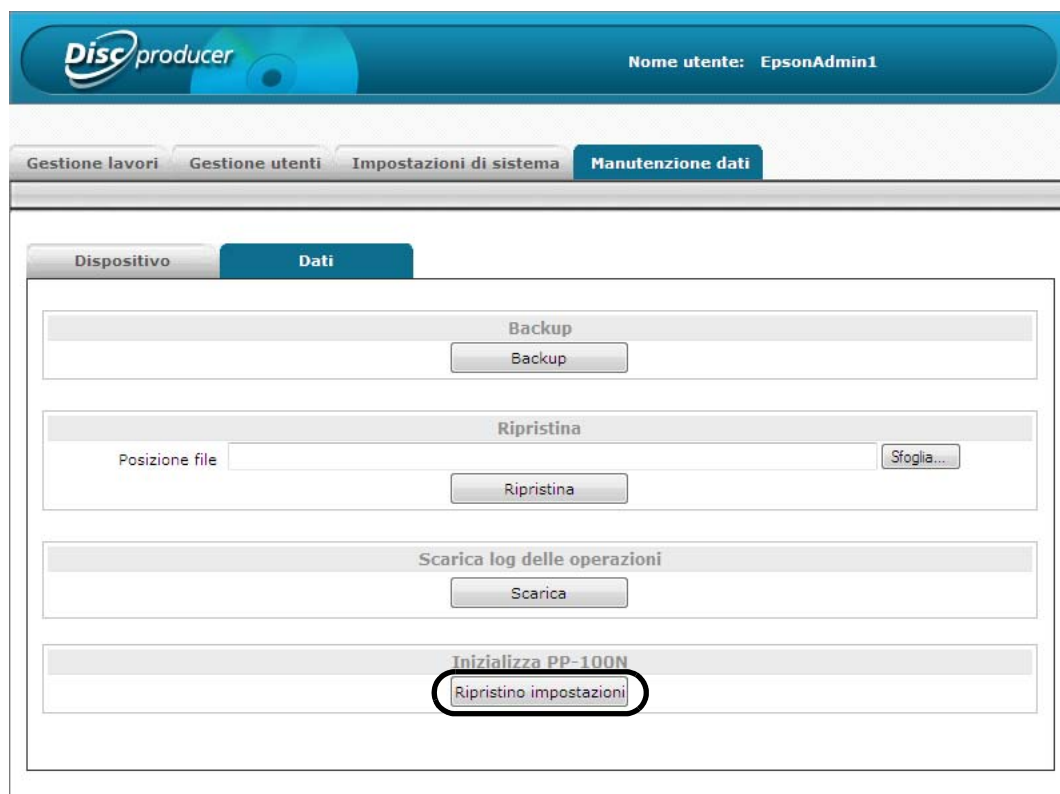 Disc producer
Nome utente: EpsonAdmin1
Gestione lavori Gestione utenti Impostazioni di sistema Manutenzione dati
Dispositivo Dati
Backup
Backup
Ripristina
Posizione file Sfoglia...
Ripristina
Scarica log delle operazioni
Scarica
Inizializza PP-100N
Ripristino impostazioni